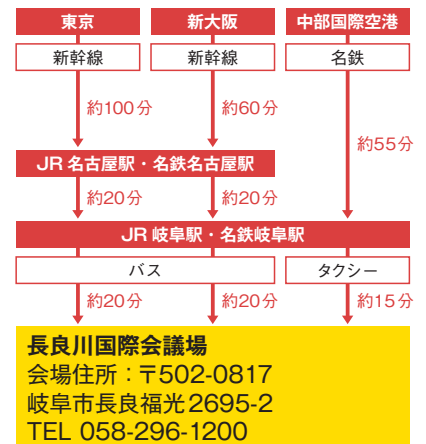 東京 新大阪 中部国際空港
新幹線 新幹線 名鉄
約100分 約60分
約55分
JR 名古屋駅・名鉄名古屋駅
約20分 約20分
JR 岐阜駅・名鉄岐阜駅
バス タクシー
約20分 約20分 約15分
長良川国際会議場
会場住所：〒502-0817
岐阜市長良福光2695-2
TEL 058-296-1200